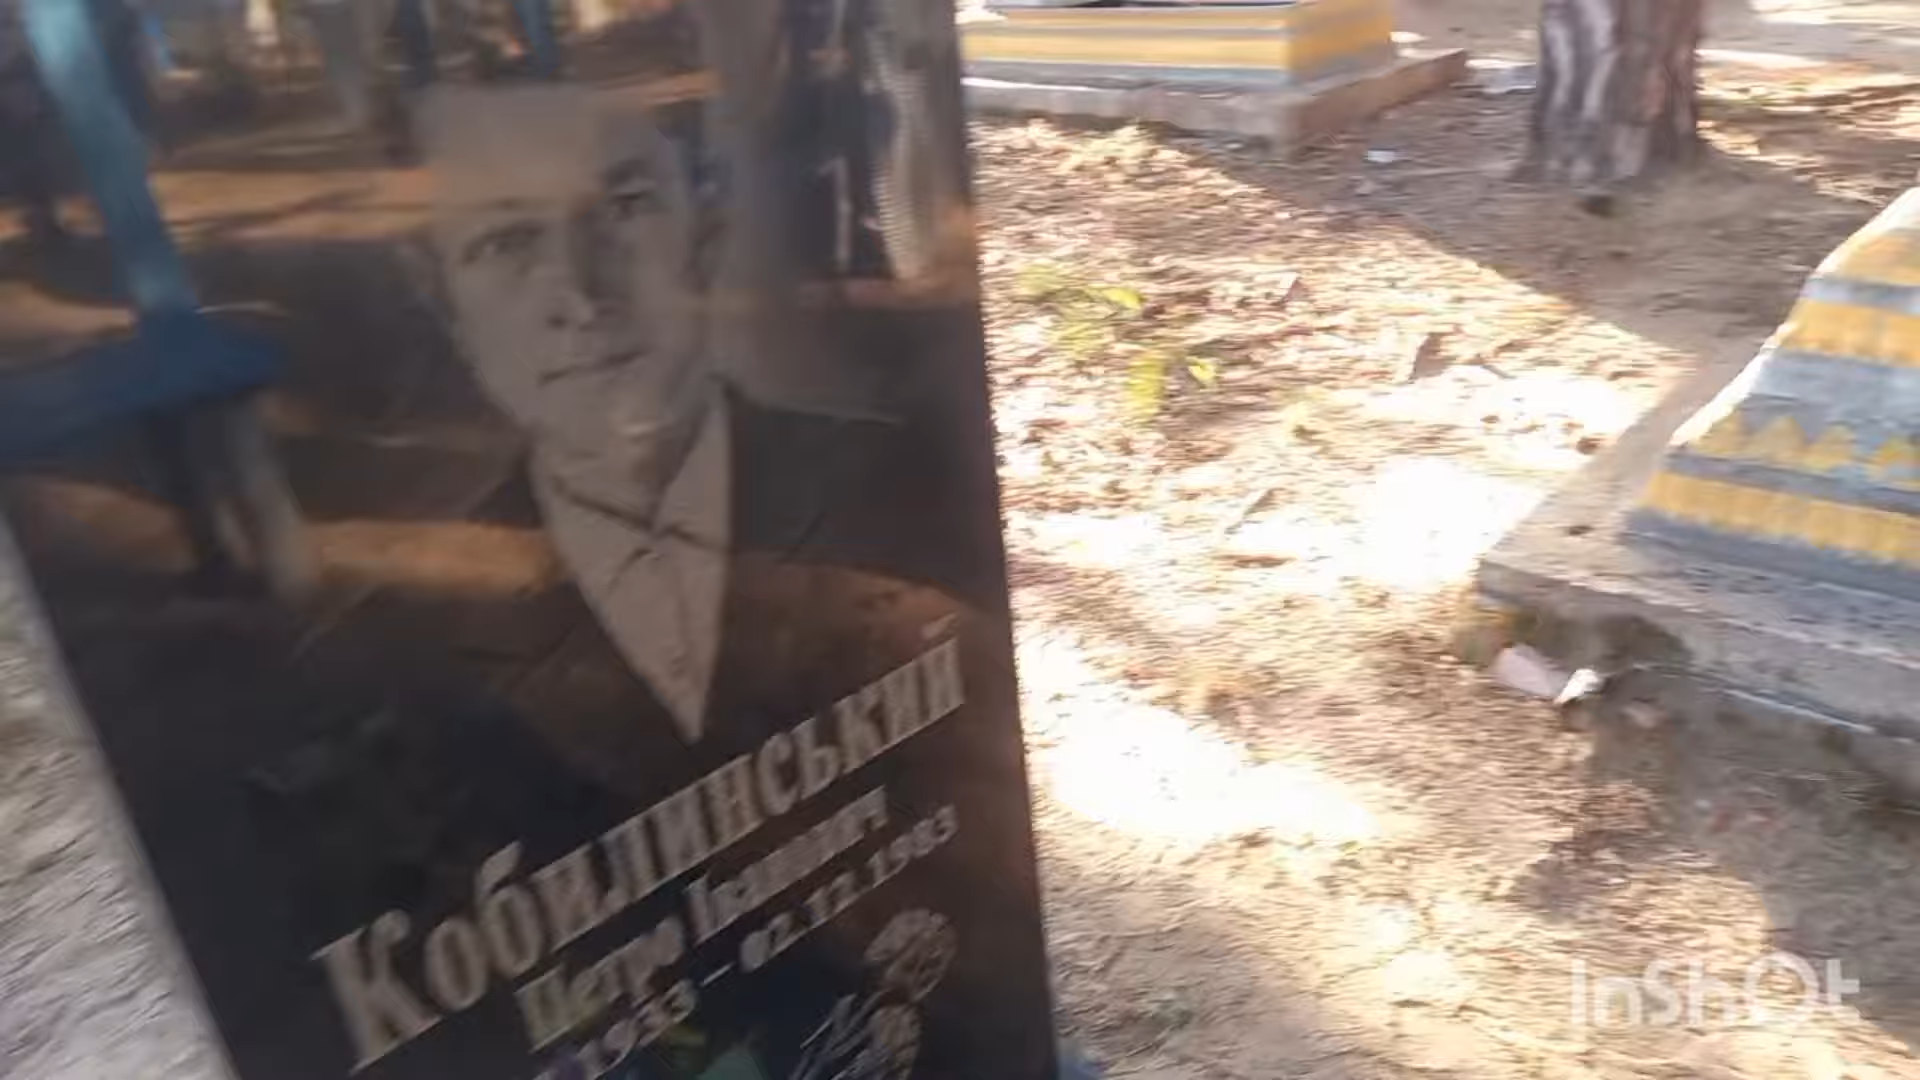 Кобилинський
Петро Іванович
1933 – 02.12.1983
InShOt